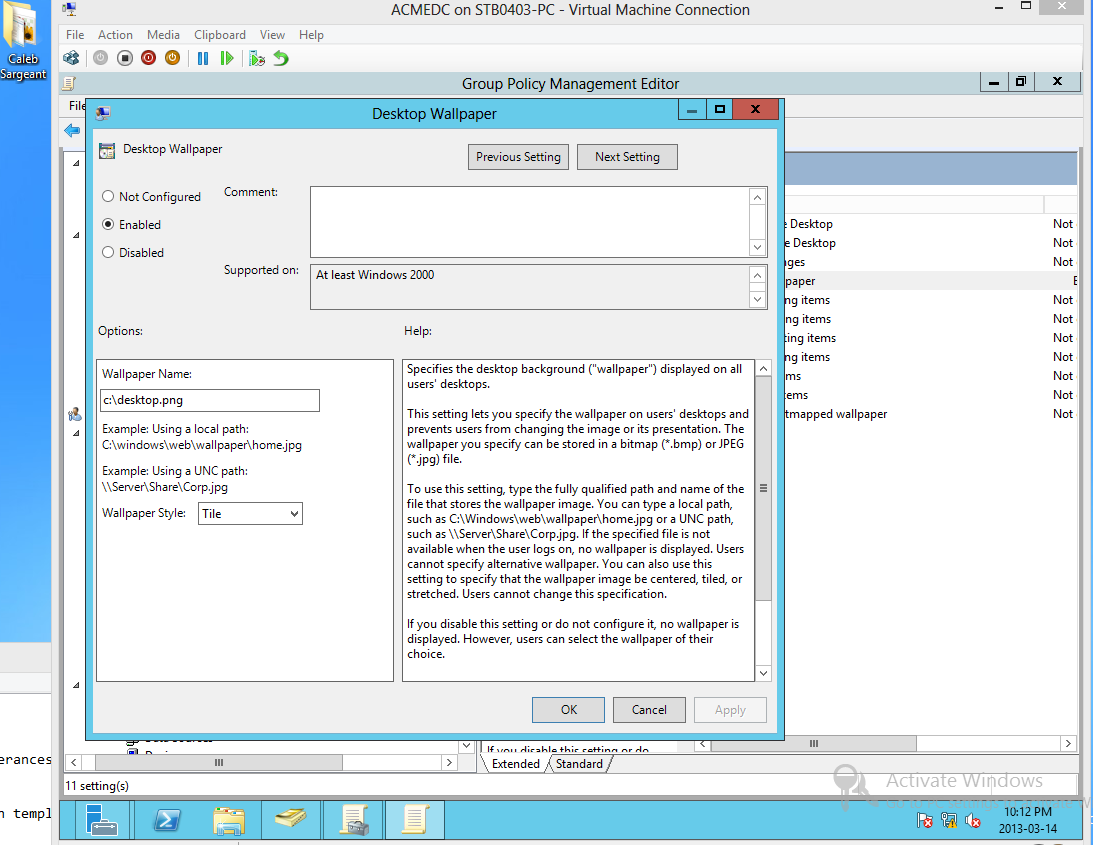 ACMEDC on STB0403-PC - Virtual Machine Connection
Caleb
Sargeant
File Action Media Clipboard View Help
Group Policy Management Editor
File
Desktop Wallpaper
Desktop Wallpaper
Previous Setting Next Setting
Not Configured
Enabled
Disabled
Comment:
Supported on:
At least Windows 2000
Options:
Help:
Wallpaper Name:
c:\desktop.png
Example: Using a local path:
C:\windows\web\wallpaper\home.jpg
Example: Using a UNC path:
\\Server\Share\Corp.jpg
Wallpaper Style: Tile
Specifies the desktop background ("wallpaper") displayed on all
users' desktops.
This setting lets you specify the wallpaper on users' desktops and
prevents users from changing the image or its presentation. The
wallpaper you specify can be stored in a bitmap (*.bmp) or JPEG
(*.jpg) file.
To use this setting, type the fully qualified path and name of the
file that stores the wallpaper image. You can type a local path,
such as C:\Windows\web\wallpaper\home.jpg or a UNC path,
such as \\Server\Share\Corp.jpg. If the specified file is not
available when the user logs on, no wallpaper is displayed. Users
cannot specify alternative wallpaper. You can also use this
setting to specify that the wallpaper image be centered, tiled, or
stretched. Users cannot change this specification.
If you disable this setting or do not configure it, no wallpaper is
displayed. However, users can select the wallpaper of their
choice.
OK Cancel Apply
e Desktop Not
e Desktop Not
ages Not
paper E
ng items Not
ng items Not
ting items Not
ng items Not
ms Not
tems Not
tmapped wallpaper Not
If you disable this setting or do
Extended Standard
11 setting(s)
erances
n templ
Activate Windows
10:12 PM
2013-03-14